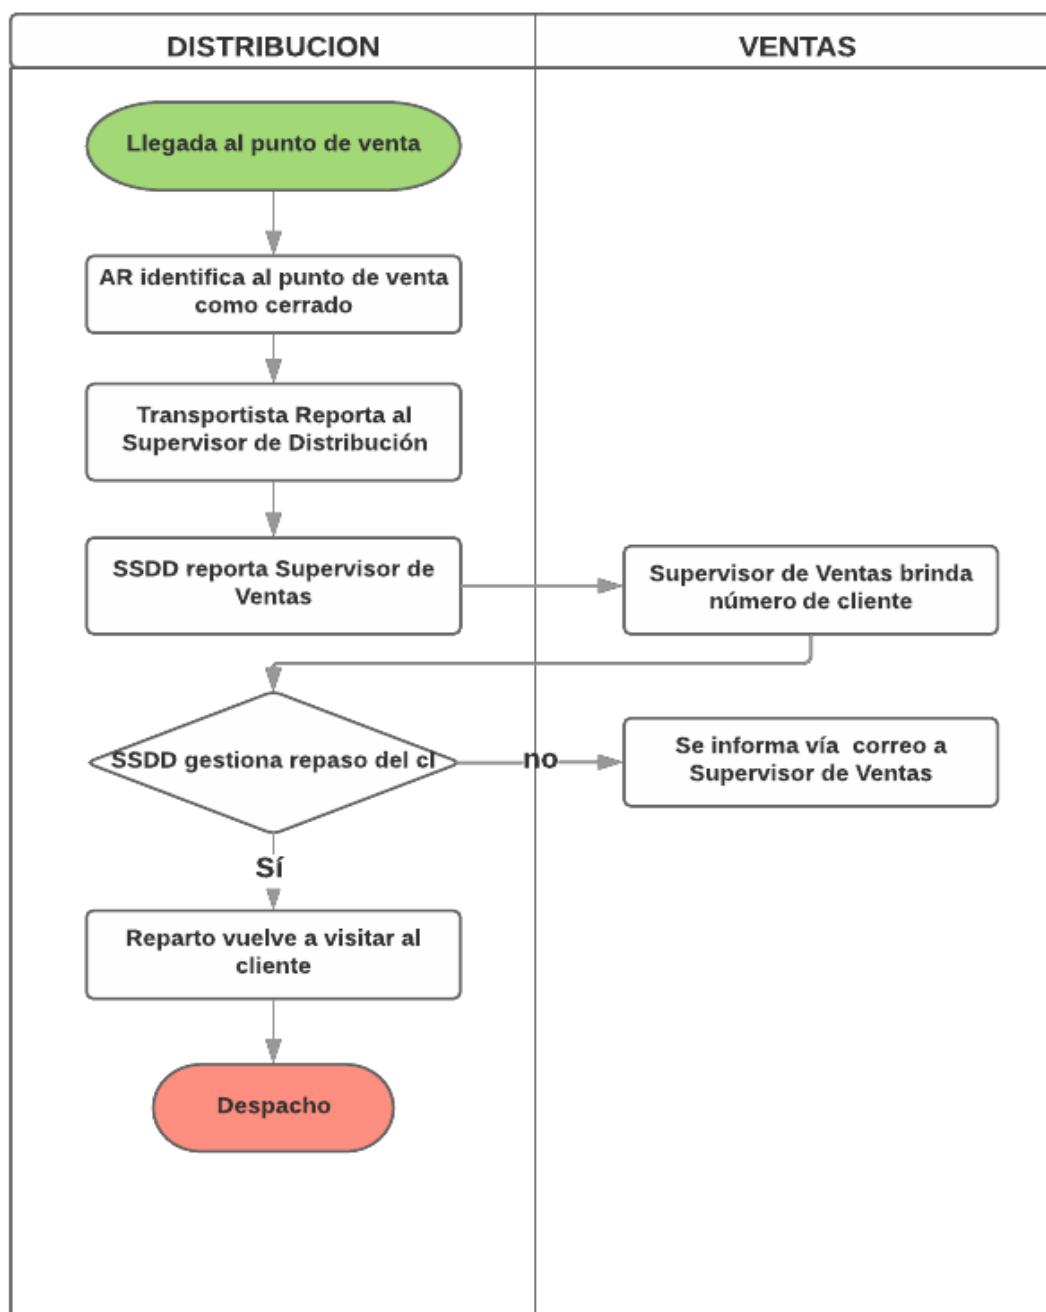 DISTRIBUCION
VENTAS
Llegada al punto de venta
AR identifica al punto de venta
como cerrado
Transportista Reporta al
Supervisor de Distribución
SSDD reporta Supervisor de
Ventas
Supervisor de Ventas brinda
número de cliente
SSDD gestiona repaso del cl
no
Se informa vía correo a
Supervisor de Ventas
Sí
Reparto vuelve a visitar al
cliente
Despacho